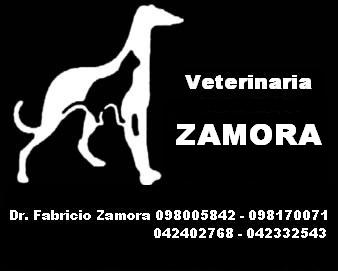 Veterinaria
ZAMORA
Dr. Fabricio Zamora 098005842 - 098170071
042402768 - 042332543